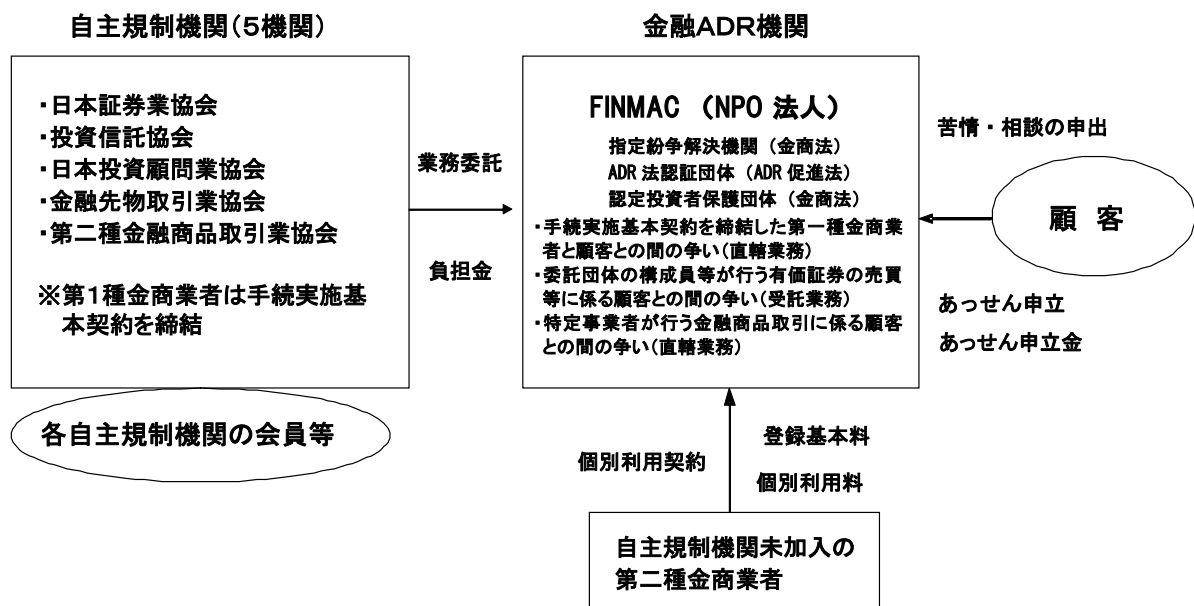 自主規制機関（５機関）
・日本証券業協会
・投資信託協会
・日本投資顧問業協会
・金融先物取引業協会
・第二種金融商品取引業協会
※第１種金商業者は手続実施基
本契約を締結
各自主規制機関の会員等
業務委託
負担金
金融ＡＤＲ機関
FINMAC （NPO 法人）
指定紛争解決機関（金商法）
ADR 法認証団体（ADR 促進法）
認定投資者保護団体（金商法）
・手続実施基本契約を締結した第一種金商業
者と顧客との間の争い（直轄業務）
・委託団体の構成員等が行う有価証券の売買
等に係る顧客との間の争い（受託業務）
・特定事業者が行う金融商品取引に係る顧客
との間の争い（直轄業務）
苦情・相談の申出
顧 客
あっせん申立
あっせん申立金
個別利用契約
登録基本料
個別利用料
自主規制機関未加入の
第二種金商業者